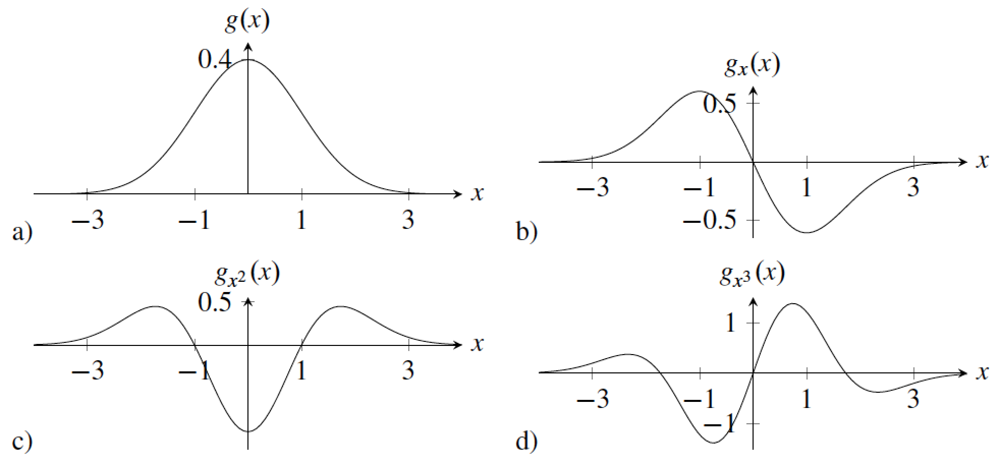 g(x)
0.4
x
−3 −1 1 3
a)
gx(x)
0.5
x
−3 −1 1 3
−0.5
b)
gx2(x)
0.5
x
−3 −1 1 3
c)
gx3(x)
1
x
−3 −1 1 3
−1
d)